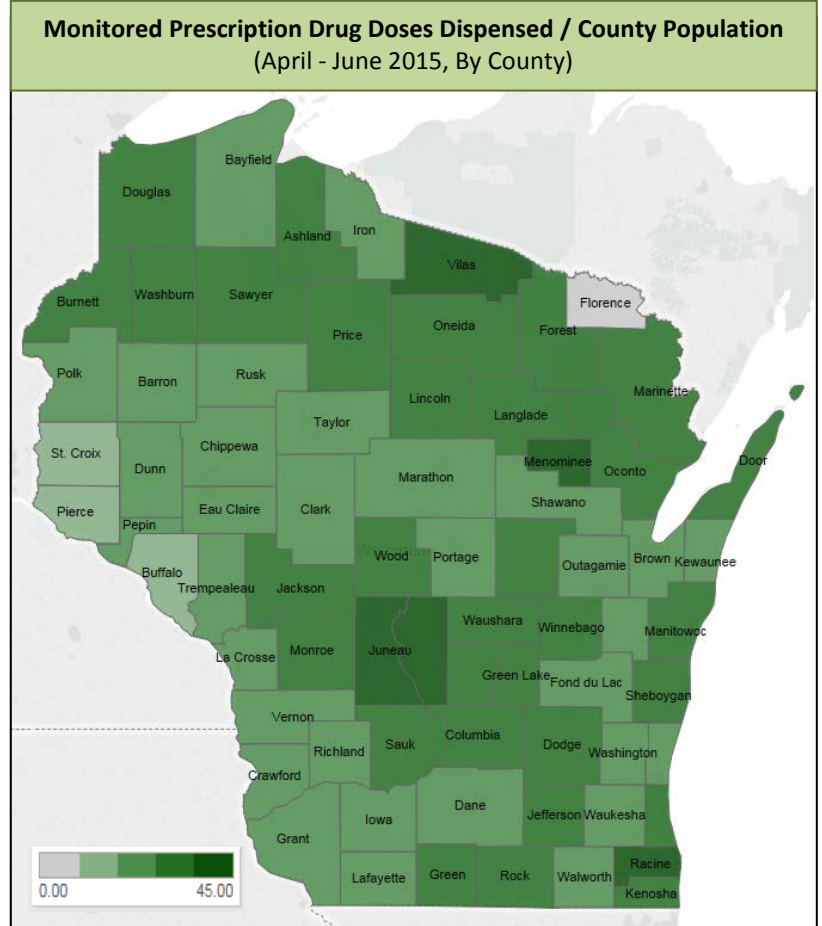 Monitored Prescription Drug Doses Dispensed / County Population
(April - June 2015, By County)
Bayfield
Douglas
Ashland
Iron
Vilas
Burnett
Washburn
Sawyer
Florence
Price
Oneida
Forest
Polk
Barron
Rusk
Marinette
Lincoln
Langlade
Taylor
St. Croix
Dunn
Chippewa
Menominee
Oconto
Door
Marathon
Shawano
Pierce
Pepin
Eau Claire
Clark
Wood
Portage
Outagamie
Brown
Kewaunee
Buffalo
Trempealeau
Jackson
Waushara
Winnebago
Manitowoc
La Crosse
Monroe
Juneau
Green Lake
Fond du Lac
Sheboygan
Vernon
Richland
Sauk
Columbia
Dodge
Washington
Crawford
Grant
Iowa
Dane
Jefferson
Waukesha
Lafayette
Green
Rock
Walworth
Racine
Kenosha
0.00
45.00